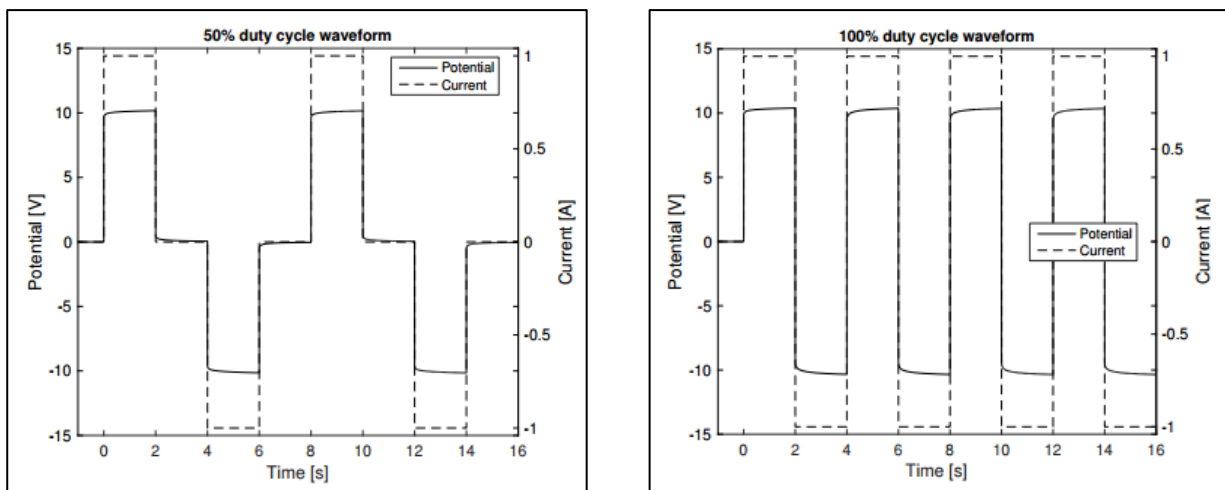 50% duty cycle waveform
Potential
Current
15
10
5
0
-5
-10
-15
Potential [V]
1
0.5
0
-0.5
-1
Current [A]
0 2 4 6 8 10 12 14 16
Time [s]
100% duty cycle waveform
15
10
5
0
-5
-10
-15
Potential [V]
Potential
Current
1
0.5
0
-0.5
-1
Current [A]
0 2 4 6 8 10 12 14 16
Time [s]